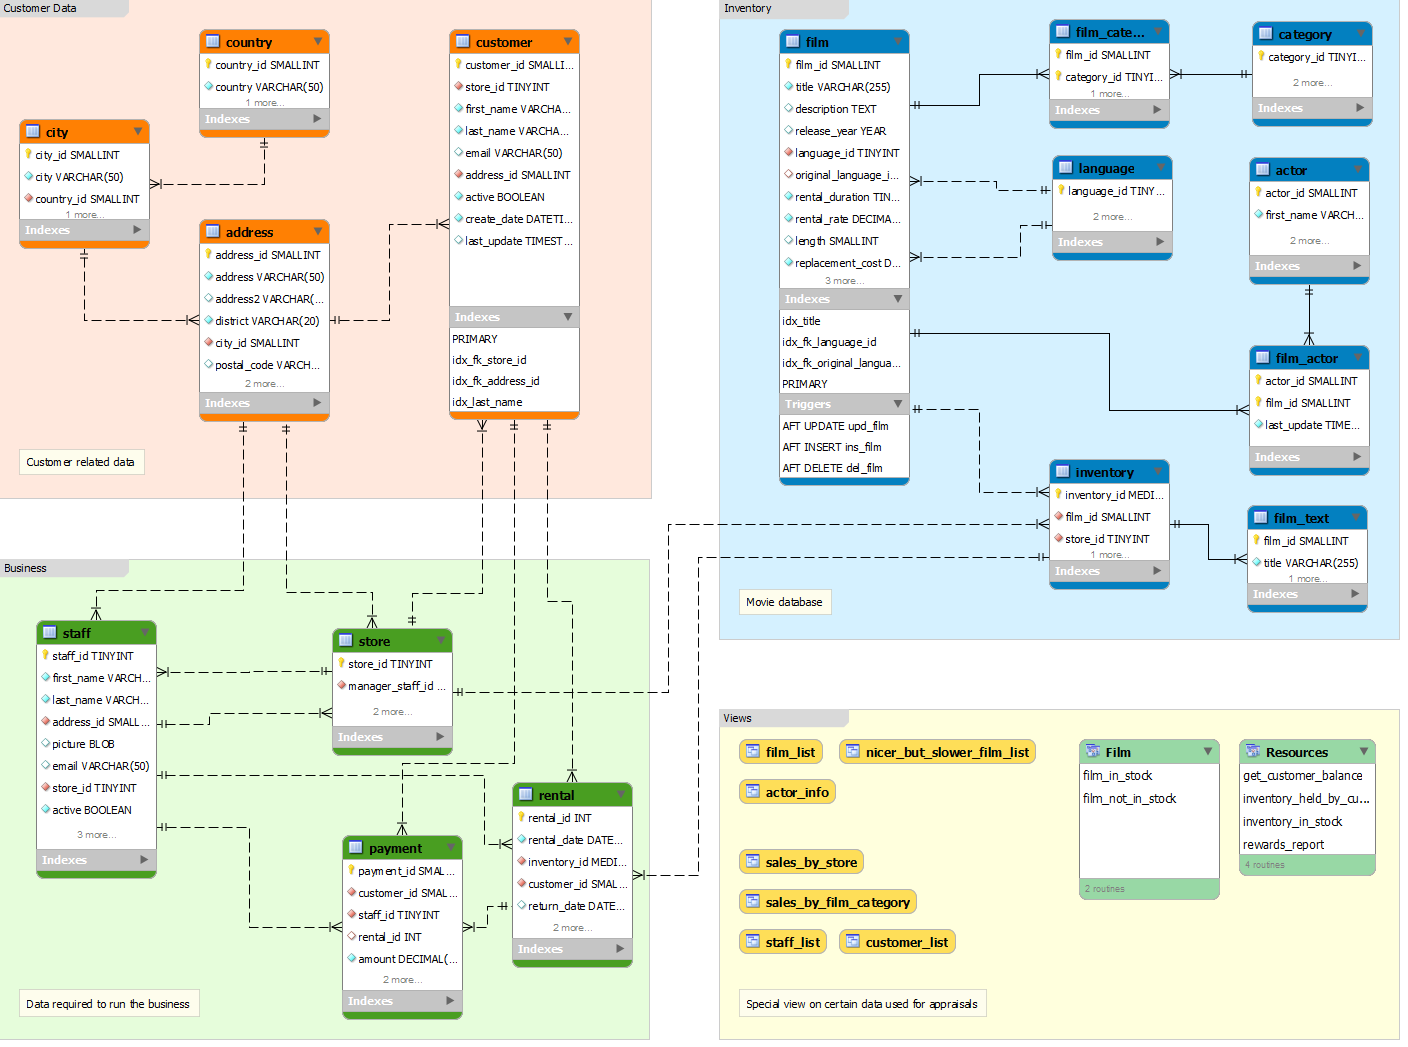 Customer Data
country
country_id SMALLINT
country VARCHAR(50)
1 more...
Indexes
city
city_id SMALLINT
city VARCHAR(50)
country_id SMALLINT
1 more...
Indexes
address
address_id SMALLINT
address VARCHAR(50)
address2 VARCHAR(...
district VARCHAR(20)
city_id SMALLINT
postal_code VARCH...
2 more...
Indexes
customer
customer_id SMALLI...
store_id TINYINT
first_name VARCHA...
last_name VARCHA...
email VARCHAR(50)
address_id SMALLINT
active BOOLEAN
create_date DATETI...
last_update TIMEST...
Indexes
PRIMARY
idx_fk_store_id
idx_fk_address_id
idx_last_name
Customer related data
Inventory
film
film_id SMALLINT
title VARCHAR(255)
description TEXT
release_year YEAR
language_id TINYINT
original_language_i...
rental_duration TIN...
rental_rate DECIMA...
length SMALLINT
replacement_cost D...
3 more...
Indexes
idx_title
idx_fk_language_id
idx_fk_original_langua...
PRIMARY
Triggers
AFT UPDATE upd_film
AFT INSERT ins_film
AFT DELETE del_film
film_cate...
film_id SMALLINT
category_id TINYI...
1 more...
Indexes
category
category_id TINYI...
2 more...
Indexes
language
language_id TINY...
2 more...
Indexes
actor
actor_id SMALLINT
first_name VARCH...
2 more...
Indexes
film_actor
actor_id SMALLINT
film_id SMALLINT
last_update TIME...
Indexes
inventory
inventory_id MEDI...
film_id SMALLINT
store_id TINYINT
1 more...
Indexes
film_text
film_id SMALLINT
title VARCHAR(255)
1 more...
Indexes
Movie database
Business
staff
staff_id TINYINT
first_name VARCH...
last_name VARCH...
address_id SMALL...
picture BLOB
email VARCHAR(50)
store_id TINYINT
active BOOLEAN
3 more...
Indexes
store
store_id TINYINT
manager_staff_id ...
2 more...
Indexes
payment
payment_id SMAL...
customer_id SMAL...
staff_id TINYINT
rental_id INT
amount DECIMAL(...
2 more...
Indexes
rental
rental_id INT
rental_date DATE...
inventory_id MEDI...
customer_id SMAL...
return_date DATE...
2 more...
Indexes
Data required to run the business
Views
film_list
nicer_but_slower_film_list
actor_info
sales_by_store
sales_by_film_category
staff_list
customer_list
Film
film_in_stock
film_not_in_stock
2 routines
Resources
get_customer_balance
inventory_held_by_cu...
inventory_in_stock
rewards_report
4 routines
Special view on certain data used for appraisals